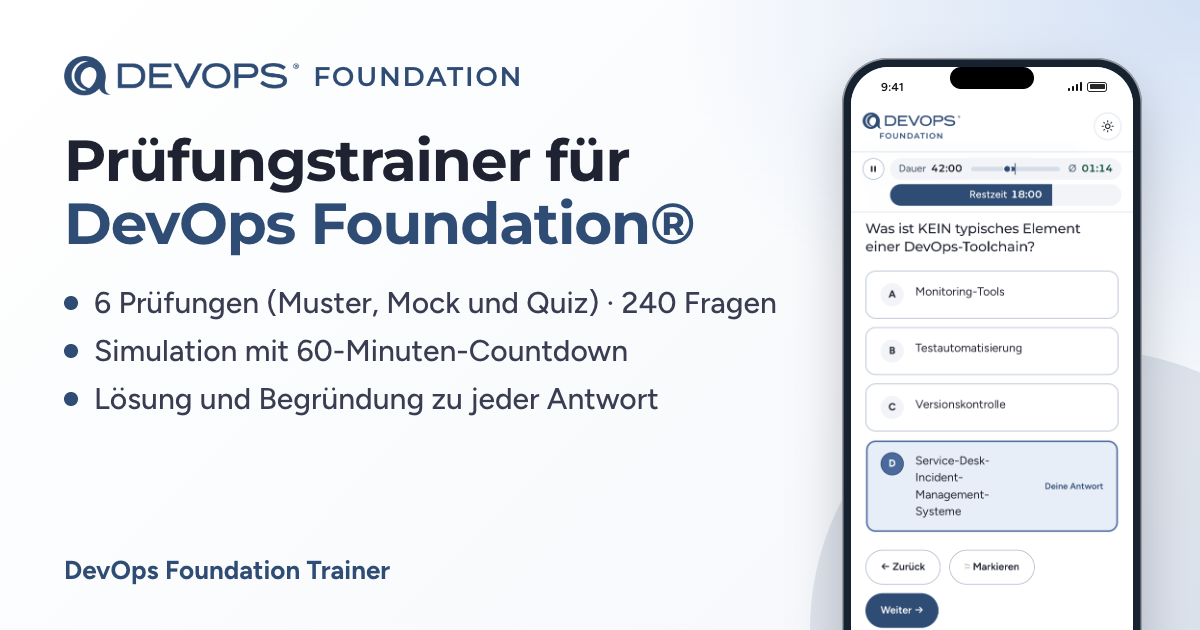 DEVOPS® FOUNDATION
Prüfungstrainer für
DevOps Foundation®
6 Prüfungen (Muster, Mock und Quiz) · 240 Fragen
Simulation mit 60-Minuten-Countdown
Lösung und Begründung zu jeder Antwort
DevOps Foundation Trainer
9:41
DEVOPS®
FOUNDATION
Dauer 42:00 Ø 01:14
Restzeit 18:00
Was ist KEIN typisches Element
einer DevOps-Toolchain?
A Monitoring-Tools
B Testautomatisierung
C Versionskontrolle
D Service-Desk-
Incident-
Management-
Systeme
Deine Antwort
← Zurück
Markieren
Weiter →